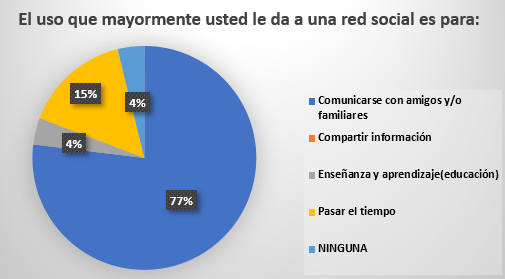 El uso que mayormente usted le da a una red social es para:
15%
4%
4%
77%
Comunicarse con amigos y/o
familiares
Compartir información
Enseñanza y aprendizaje(educación)
Pasar el tiempo
NINGUNA